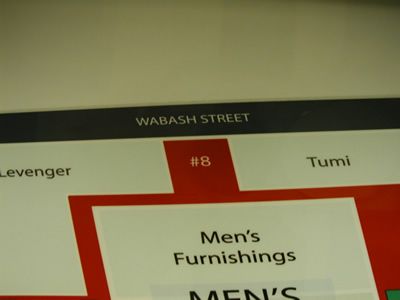 WABASH STREET
Levenger
#8
Tumi
Men's
Furnishings
MEN'S